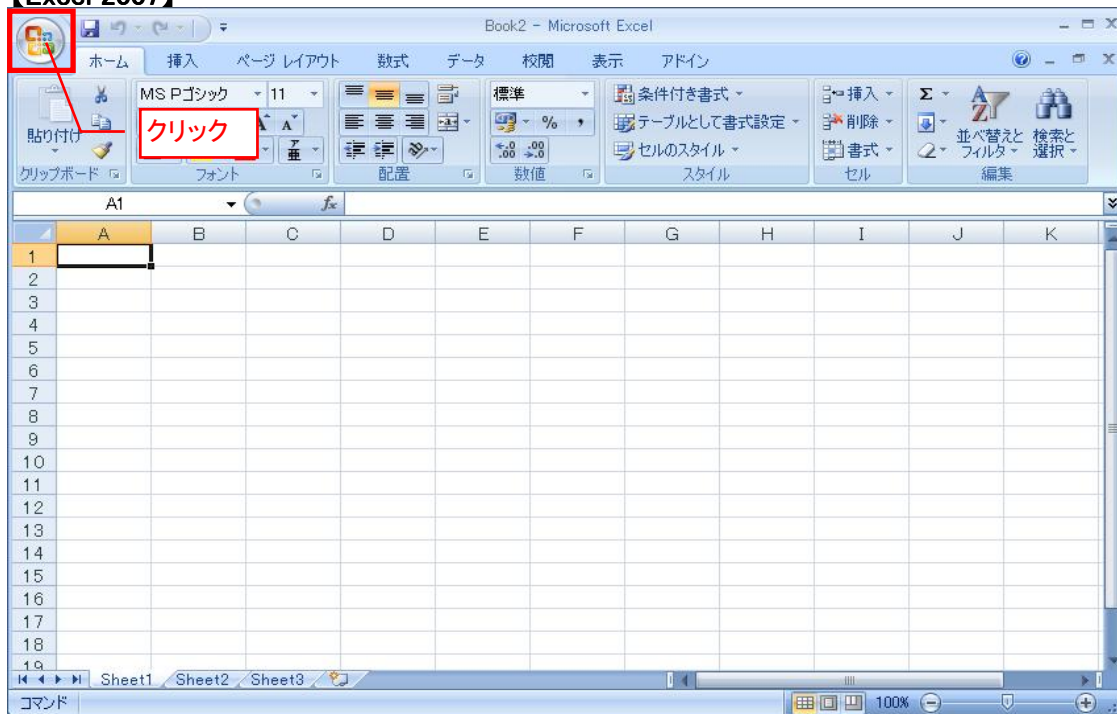 【Excel 2007】
Book2 - Microsoft Excel
ホーム 挿入 ページ レイアウト 数式 データ 校閲 表示 アドイン
MS Pゴシック 11 標準 条件付き書式 挿入 Σ
クリック % , テーブルとして書式設定 削除
貼り付け セルのスタイル 書式 並べ替えと フィルタ 検索と 選択
クリップボード フォント 配置 数値 スタイル セル 編集
A1 fx
A B C D E F G H I J K
1
2
3
4
5
6
7
8
9
10
11
12
13
14
15
16
17
18
19
Sheet1 Sheet2 Sheet3
コマンド 100%